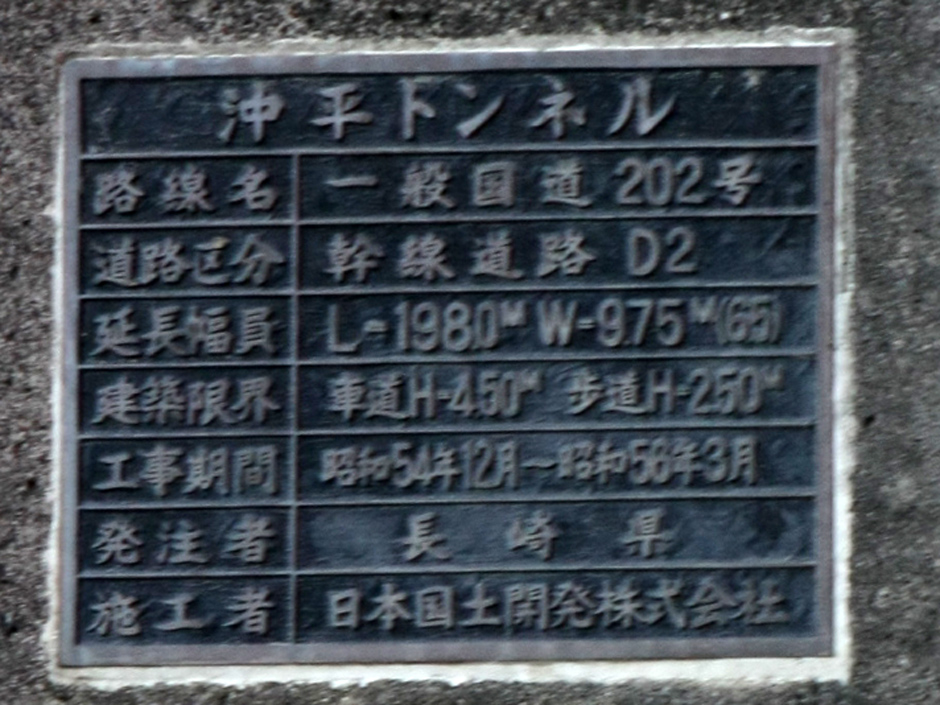 沖平トンネル
路線名 一般国道202号
道路区分 幹線道路 D2
延長幅員 L=198.0M W=9.75M(6.5)
建築限界 車道H=4.50M 歩道H=2.50M
工事期間 昭和54年12月~昭和56年3月
発注者 長崎県
施工者 日本国土開発株式会社